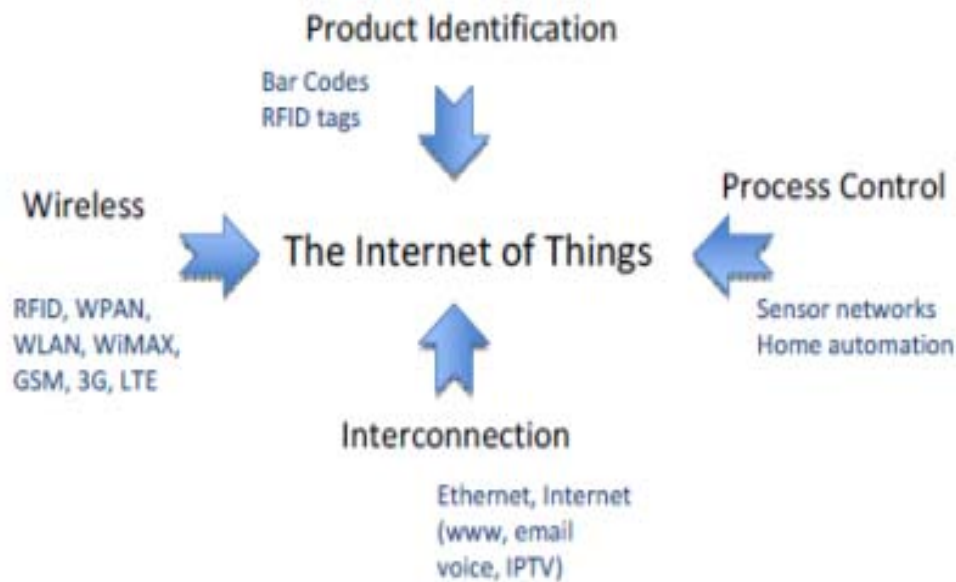 Product Identification
Bar Codes
RFID tags
Wireless
Process Control
The Internet of Things
RFID, WPAN,
WLAN, WiMAX,
GSM, 3G, LTE
Sensor networks
Home automation
Interconnection
Ethernet, Internet
(www, email
voice, IPTV)